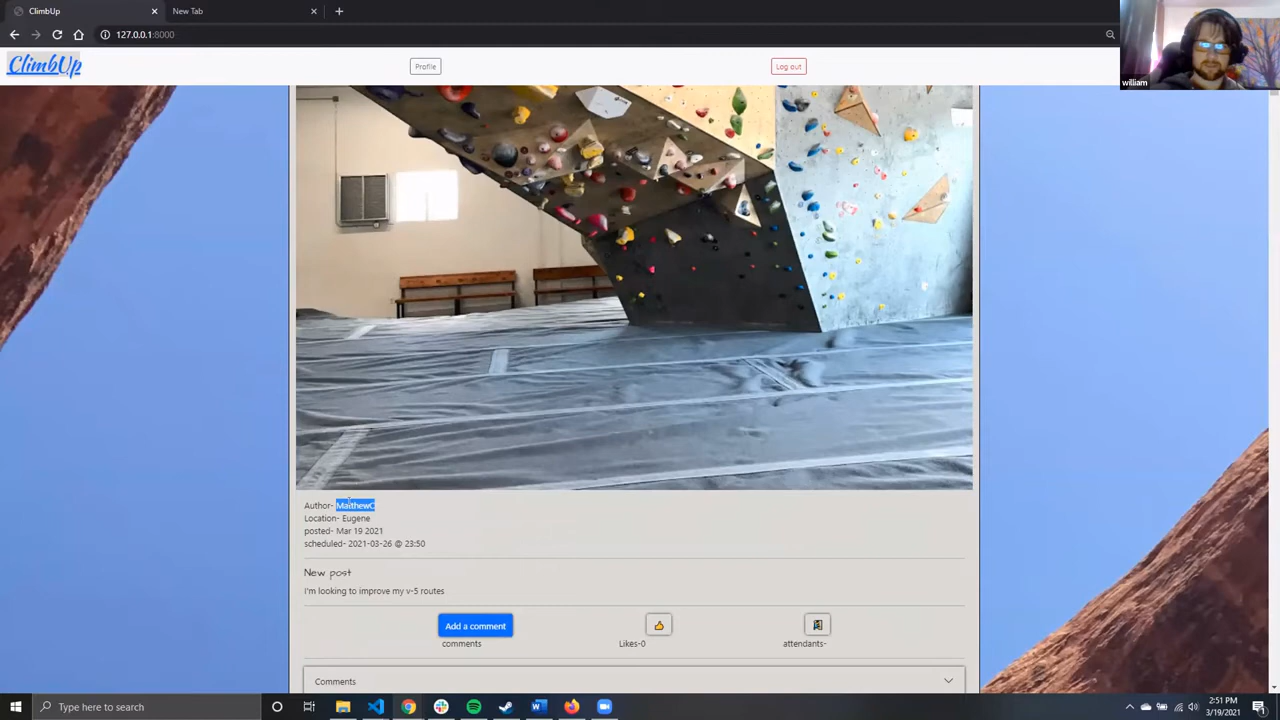 ClimbUp
New Tab
127.0.0.1:8000
ClimbUp
Profile
Log out
william
Author- MatthewC
Location- Eugene
posted- Mar 19 2021
scheduled- 2021-03-26 @ 23:50
New post
I'm looking to improve my v-5 routes
Add a comment
comments
Likes-0
attendants-
Comments
Type here to search
2:51 PM
3/19/2021